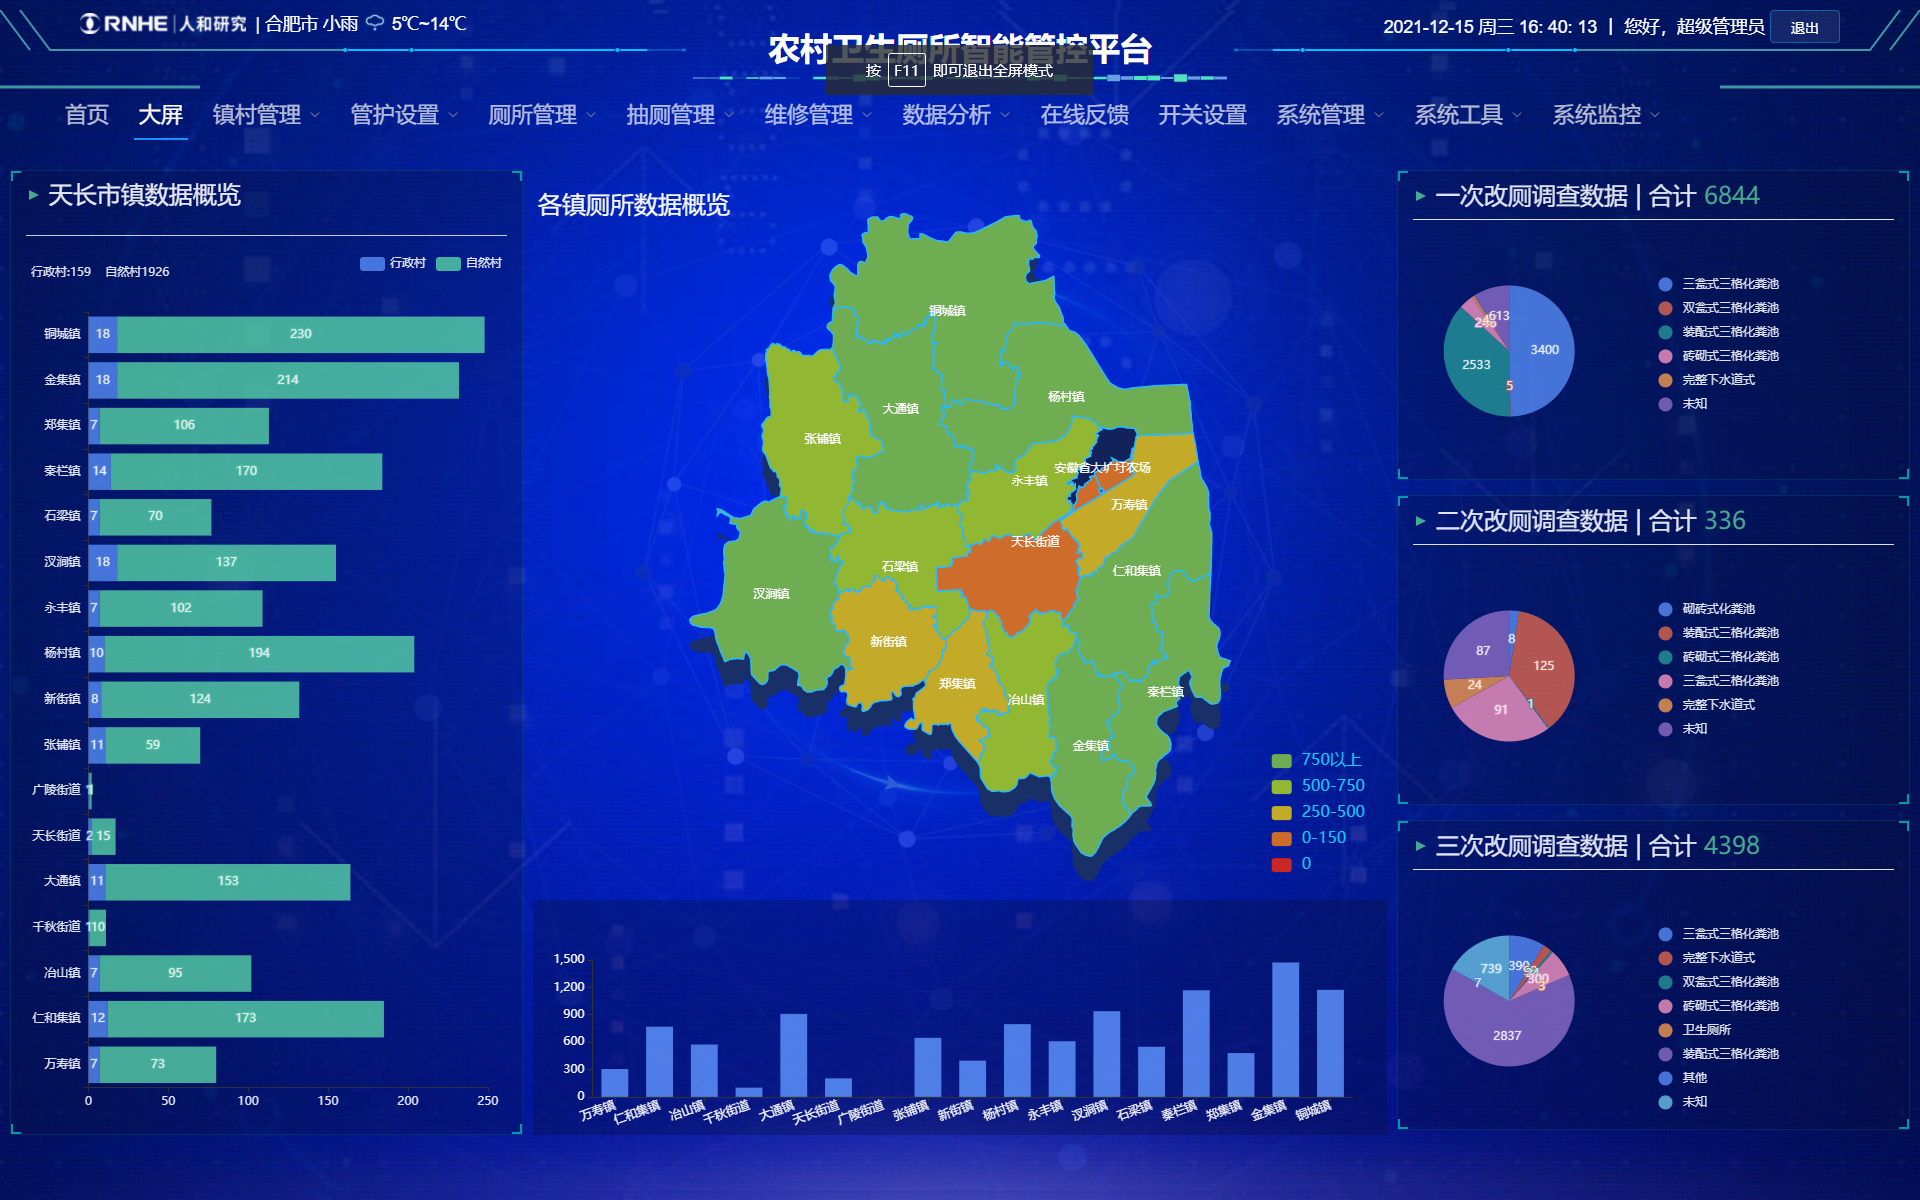 RNHE | 人和研究 | 合肥市 小雨 5℃~14℃
农村卫生厕所智能管控平台
2021-12-15 周三 16: 40: 13 | 您好, 超级管理员 退出
按 F11 即可退出全屏模式
首页 大屏 镇村管理 管护设置 厕所管理 抽厕管理 维修管理 数据分析 在线反馈 开关设置 系统管理 系统工具 系统监控
天长市镇数据概览
行政村:159 自然村1926
行政村 自然村
铜城镇 18 230
金集镇 18 214
郑集镇 7 106
秦栏镇 14 170
石梁镇 7 70
汊涧镇 18 137
永丰镇 7 102
杨村镇 10 194
新街镇 8 124
张铺镇 11 59
广陵街道 1
天长街道 2 15
大通镇 11 153
千秋街道 1 10
冶山镇 7 95
仁和集镇 12 173
万寿镇 7 73
0 50 100 150 200 250
各镇厕所数据概览
铜城镇
杨村镇
大通镇
张铺镇
安徽省大圹圩农场
永丰镇
万寿镇
天长街道
石梁镇
仁和集镇
汊涧镇
新街镇
郑集镇
秦栏镇
冶山镇
金集镇
750以上
500-750
250-500
0-150
0
1,500
1,200
900
600
300
0
万寿镇 仁和集镇 冶山镇 千秋街道 大通镇 天长街道 广陵街道 张铺镇 新街镇 杨村镇 永丰镇 汊涧镇 石梁镇 秦栏镇 郑集镇 金集镇 铜城镇
一次改厕调查数据 | 合计 6844
613
3400
2533
5
三瓮式三格化粪池
双瓮式三格化粪池
装配式三格化粪池
砖砌式三格化粪池
完整下水道式
未知
二次改厕调查数据 | 合计 336
8
87
125
24
1
91
砌砖式化粪池
装配式三格化粪池
砖砌式三格化粪池
三瓮式三格化粪池
完整下水道式
未知
三次改厕调查数据 | 合计 4398
739
390
300
7
3
2837
三瓮式三格化粪池
完整下水道式
双瓮式三格化粪池
砖砌式三格化粪池
卫生厕所
装配式三格化粪池
其他
未知